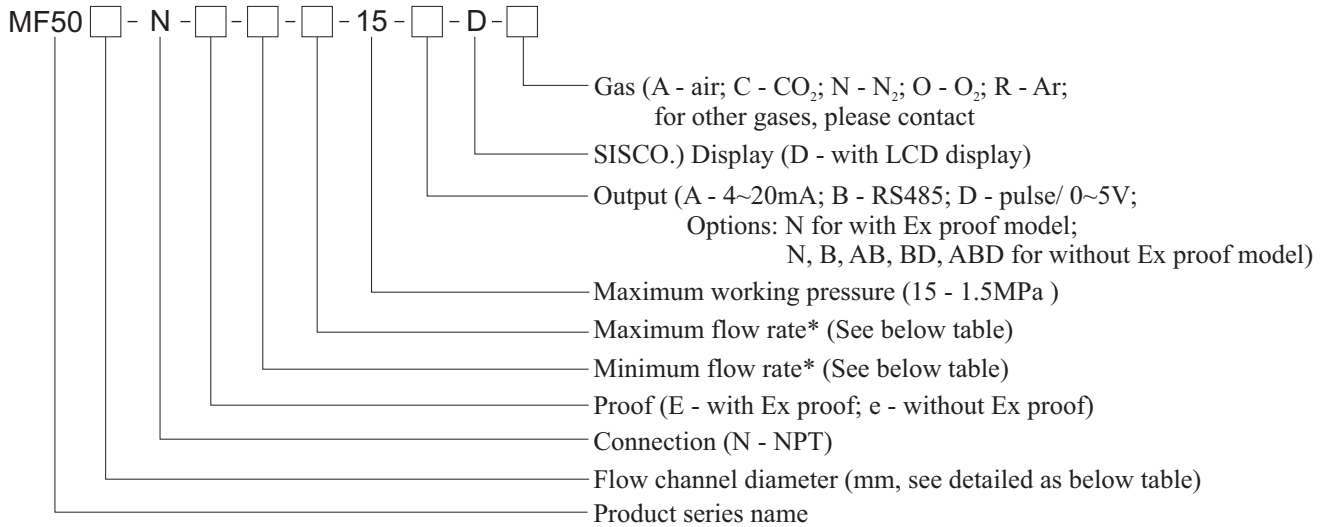 MF50 □ - N - □ - □ - □ - 15 - □ - D - □
Gas (A - air; C - CO₂; N - N₂; O - O₂; R - Ar;
for other gases, please contact
SISCO.) Display (D - with LCD display)
Output (A - 4~20mA; B - RS485; D - pulse/ 0~5V;
Options: N for with Ex proof model;
N, B, AB, BD, ABD for without Ex proof model)
Maximum working pressure (15 - 1.5MPa )
Maximum flow rate* (See below table)
Minimum flow rate* (See below table)
Proof (E - with Ex proof; e - without Ex proof)
Connection (N - NPT)
Flow channel diameter (mm, see detailed as below table)
Product series name